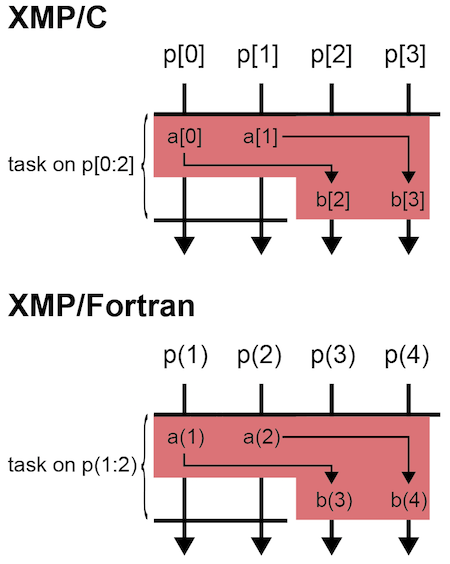 XMP/C
p[0] p[1] p[2] p[3]
a[0] a[1]
task on p[0:2]
b[2] b[3]
XMP/Fortran
p(1) p(2) p(3) p(4)
a(1) a(2)
task on p(1:2)
b(3) b(4)